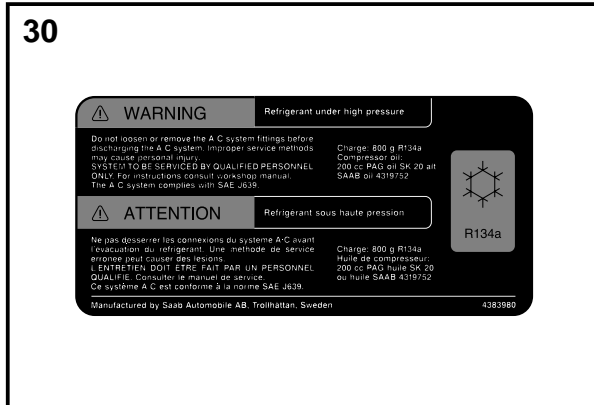 30
WARNING
Refrigerant under high pressure
Do not loosen or remove the A C system fittings before
discharging the A C system. Improper service methods
may cause personal injury.
SYSTEM TO BE SERVICED BY QUALIFIED PERSONNEL
ONLY. For instructions consult workshop manual.
The A C system complies with SAE J639.
Charge: 800 g R134a
Compressor oil:
200 cc PAG oil SK 20 alt
SAAB oil 4319752
R134a
ATTENTION
Refrigérant sous haute pression
Ne pas desserrer les connexions du systeme A·C avant
l'evacuation du refrigerant. Une methode de service
erronee peut causer des lesions.
L ENTRETIEN DOIT ETRE FAIT PAR UN PERSONNEL
QUALIFIE. Consulter le manuel de service.
Ce système A C est conforme à la norme SAE J639.
Charge: 800 g R134a
Huile de compresseur:
200 cc PAG huile SK 20
ou huile SAAB 4319752
Manufactured by Saab Automobile AB, Trollhattan, Sweden
4383980